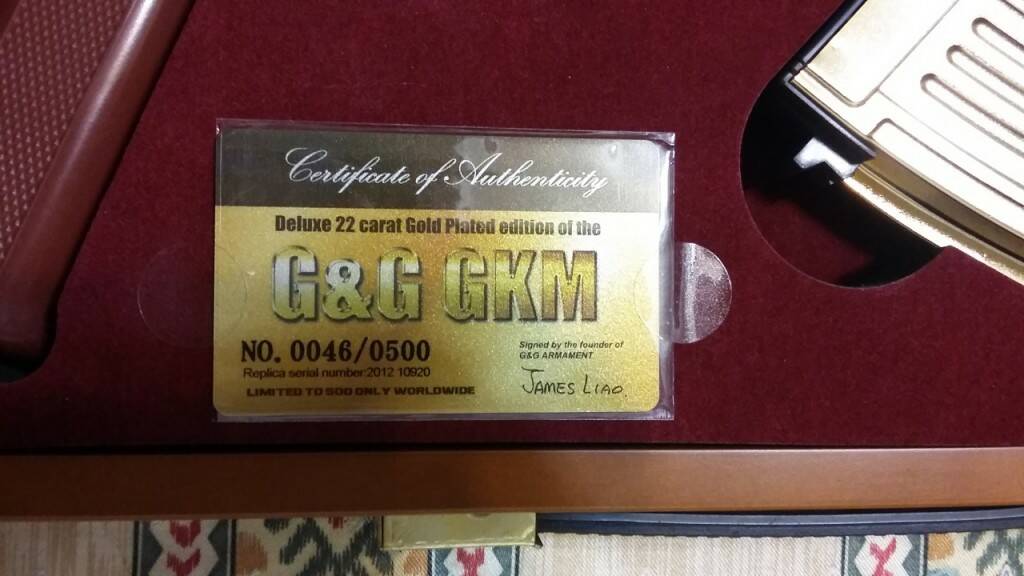 Certificate of Authenticity
Deluxe 22 carat Gold Plated edition of the
G&G GKM
NO. 0046/0500
Replica serial number:2012 10920
LIMITED TO 500 ONLY WORLDWIDE
Signed by the founder of
G&G ARMAMENT
JAMES LIAO.